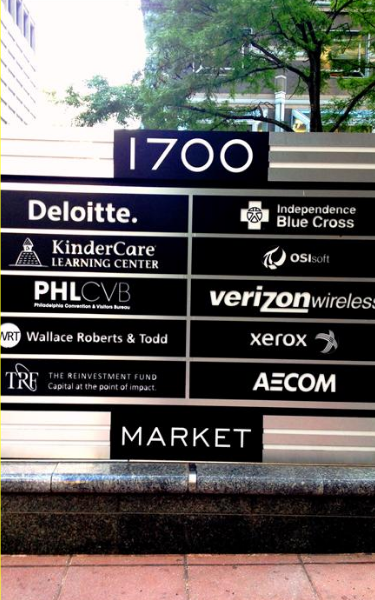 1700
Deloitte.
Independence
Blue Cross
KinderCare
LEARNING CENTER
OSIsoft
PHLCVB
Philadelphia Convention & Visitors Bureau
verizonwireless
WRT Wallace Roberts & Todd
xerox
TRF THE REINVESTMENT FUND
Capital at the point of impact.
AECOM
MARKET